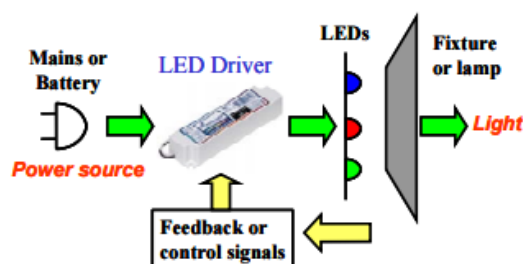 Mains or
Battery
Power source
LED Driver
LEDs
Fixture
or lamp
Light
Feedback or
control signals